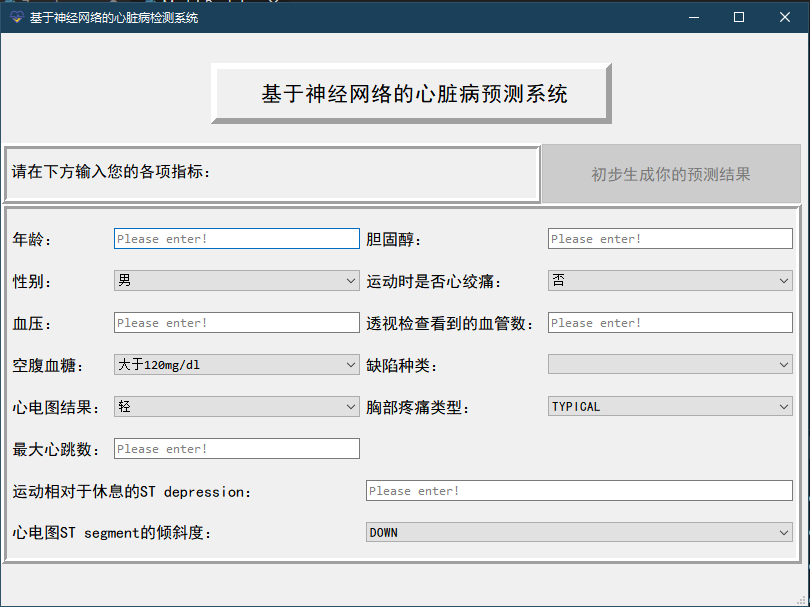 基于神经网络的心脏病检测系统
基于神经网络的心脏病预测系统
请在下方输入您的各项指标：
初步生成你的预测结果
年龄： Please enter! 胆固醇： Please enter!
性别： 男 运动时是否心绞痛： 否
血压： Please enter! 透视检查看到的血管数： Please enter!
空腹血糖： 大于120mg/dl 缺陷种类：
心电图结果： 轻 胸部疼痛类型： TYPICAL
最大心跳数： Please enter!
运动相对于休息的ST depression： Please enter!
心电图ST segment的倾斜度： DOWN